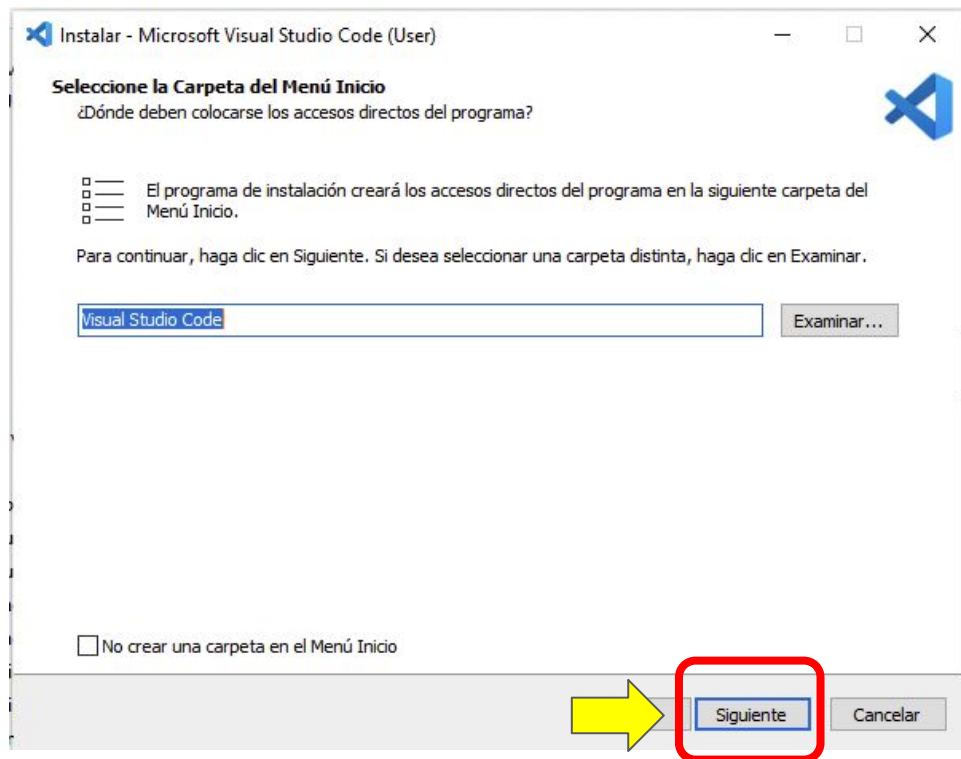 Instalar - Microsoft Visual Studio Code (User)
Seleccione la Carpeta del Menú Inicio
¿Dónde deben colocarse los accesos directos del programa?
El programa de instalación creará los accesos directos del programa en la siguiente carpeta del
Menú Inicio.
Para continuar, haga clic en Siguiente. Si desea seleccionar una carpeta distinta, haga clic en Examinar.
Visual Studio Code
Examinar...
No crear una carpeta en el Menú Inicio
Siguiente
Cancelar